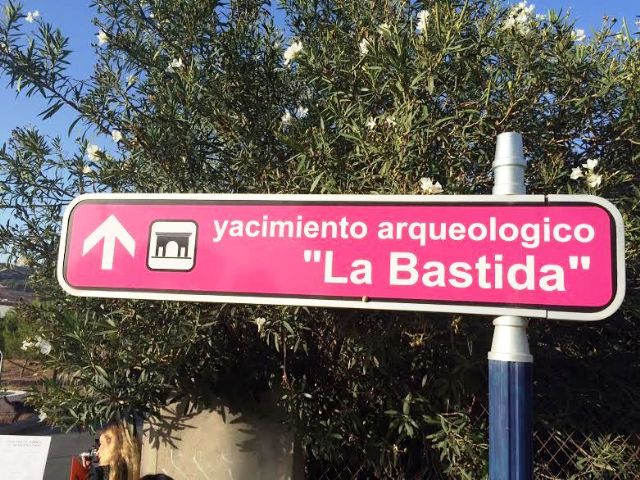 yacimiento arqueologico
"La Bastida"